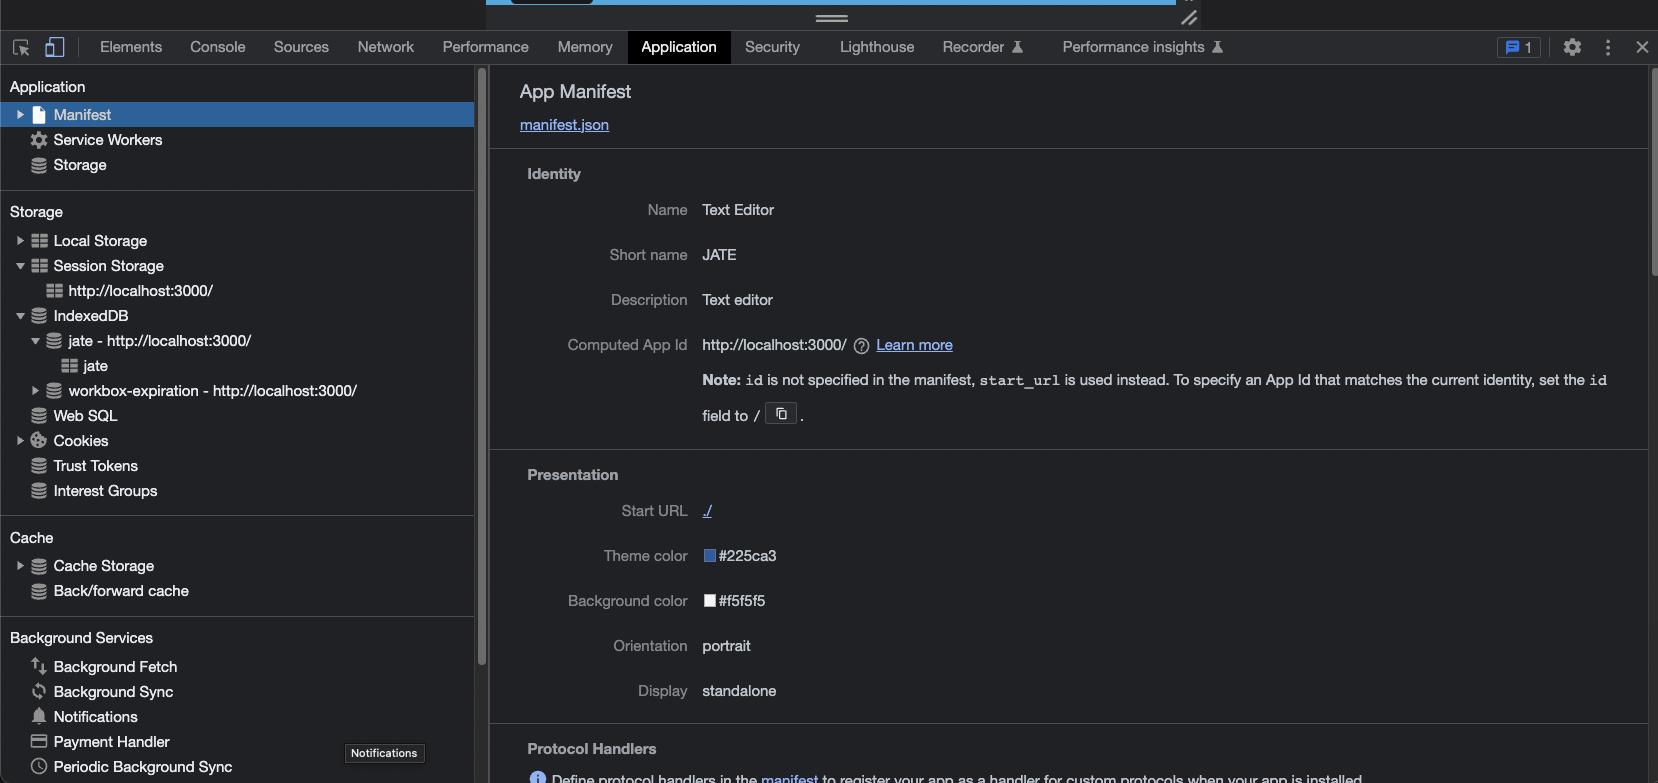 Elements Console Sources Network Performance Memory Application Security Lighthouse Recorder Performance insights 1
Application
Manifest
Service Workers
Storage
Storage
Local Storage
Session Storage
http://localhost:3000/
IndexedDB
jate - http://localhost:3000/
jate
workbox-expiration - http://localhost:3000/
Web SQL
Cookies
Trust Tokens
Interest Groups
Cache
Cache Storage
Back/forward cache
Background Services
Background Fetch
Background Sync
Notifications
Payment Handler
Notifications
Periodic Background Sync
App Manifest
manifest.json
Identity
Name Text Editor
Short name JATE
Description Text editor
Computed App Id http://localhost:3000/ Learn more
Note: id is not specified in the manifest, start_url is used instead. To specify an App Id that matches the current identity, set the id
field to / .
Presentation
Start URL ./
Theme color #225ca3
Background color #f5f5f5
Orientation portrait
Display standalone
Protocol Handlers
Define protocol handlers in the manifest to register your app as a handler for custom protocols when your app is installed.